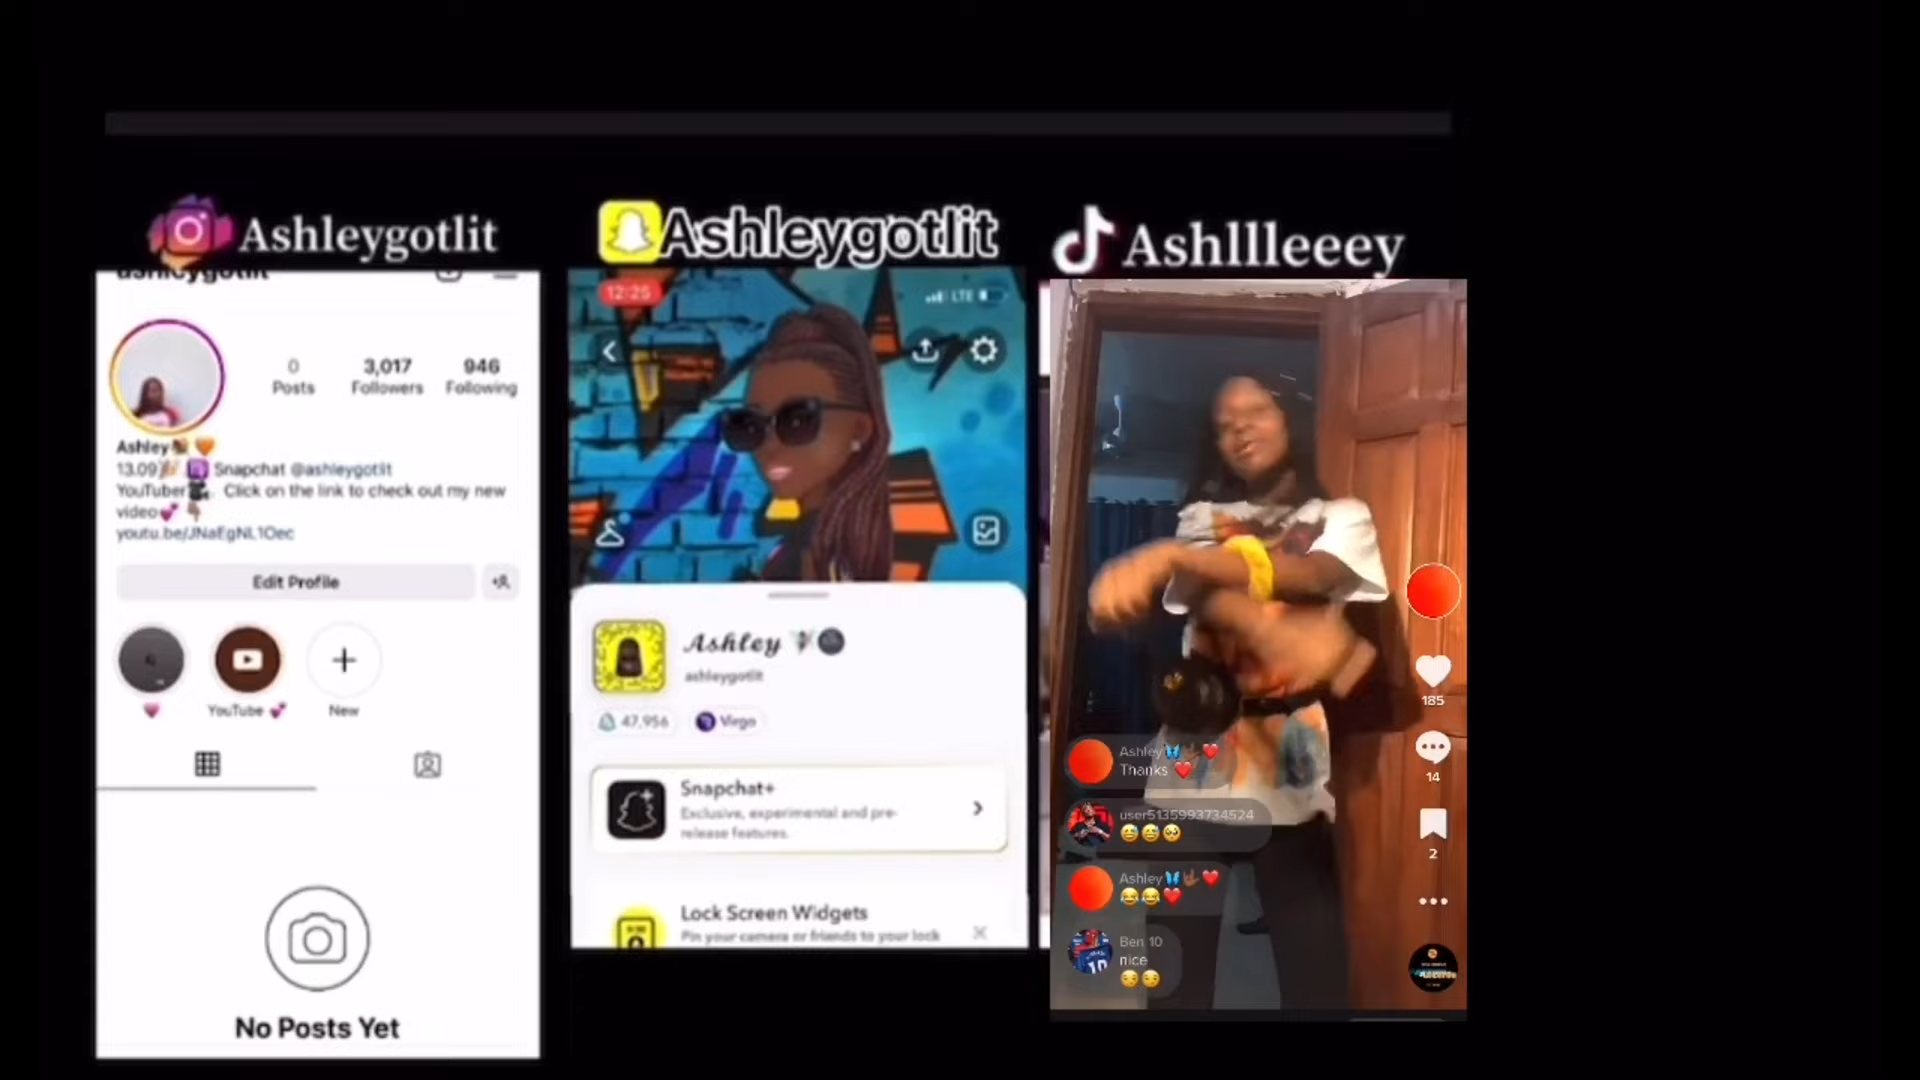 Ashleygotlit
ashleygotlit
0
Posts
3,017
Followers
946
Following
Ashley
13.09 Snapchat @ashleygotlit
YouTuber Click on the link to check out my new
video💕
youtu.be/JNaEgNL1Oec
Edit Profile
YouTube 💕
New
No Posts Yet
Ashleygotlit
12:25
LTE
Ashley
ashleygotlit
47,956
Virgo
Snapchat+
Exclusive, experimental and pre-
release features.
Lock Screen Widgets
Pin your camera or friends to your lock
Ashllleeey
185
14
2
Ashley🦋🤟🏾❤️
Thanks ❤️
user5135993734524
😅😅🥺
Ashley🦋🤟🏾❤️
😂😂❤️
Ben 10
nice
😏😏